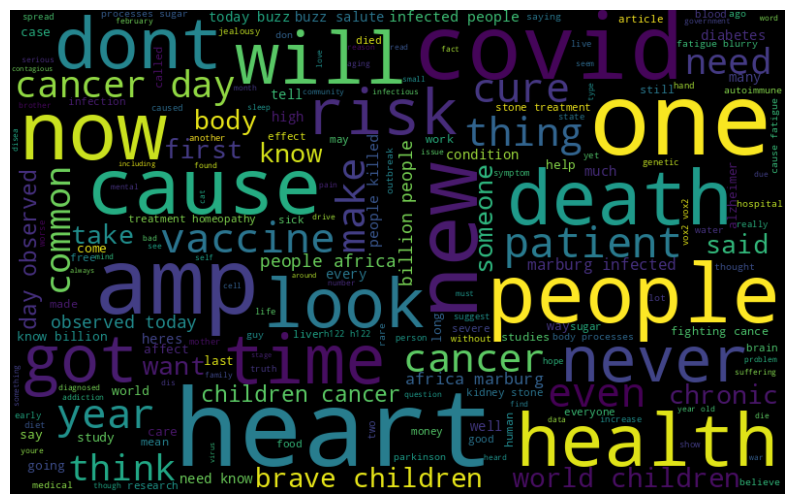 february processes sugar today buzz buzz salute infected people saying article blood ago government word
serious case jealousy don love reason read died fact live diabetes fatigue blurry seem
dont will covid need
contagious called aging small many
cancer day tell community infectious cure hand autoimmune
brother infection caused sleep month risk stone treatment still type
now body high may work thing state one
first another effect issue condition yet genetic cause fatigue
disea including know people killed outbreak help much due
cause found make new someone death hospital
common mental cat pain symptom alzheimer really
day observed treatment homeopathy sick drive billion people vox2 vox2 water
take vaccine patient said
come bad see people africa marburg infected thought
free mind self every
made always amp cell around look must people lot
observed today number life rare person suggest
know billion heres guy liverh122 h122 long severe way sugar fighting cance
got affect mother time without studies brain
something want last stage truth cancer body processes hope never problem
diagnosed dis family africa marburg suffering
early addiction world children cancer question kidney stone even chronic
year care two money well find human everyone year old
diet study virus food good data increase die
say mean heart heard parkinson health show war
youre going think need know brave children world children believe
medical though research